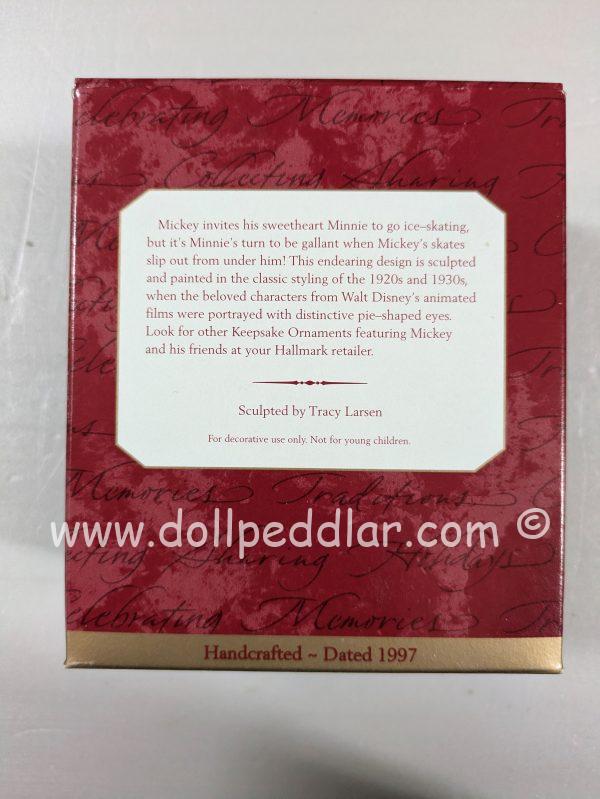 Celebrating Memories Tra
Collecting Sharing
Mickey invites his sweetheart Minnie to go ice–skating,
but it's Minnie's turn to be gallant when Mickey's skates
slip out from under him! This endearing design is sculpted
and painted in the classic styling of the 1920s and 1930s,
when the beloved characters from Walt Disney's animated
films were portrayed with distinctive pie–shaped eyes.
Look for other Keepsake Ornaments featuring Mickey
and his friends at your Hallmark retailer.
Sculpted by Tracy Larsen
For decorative use only. Not for young children.
Memories Traditions
www.dollpeddlar.com ©
Sharing Holidays
Celebrating Memories
Handcrafted ~ Dated 1997